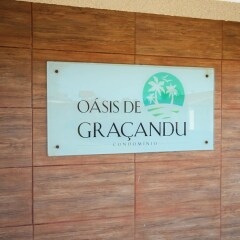 OÁSIS DE
GRAÇANDU
CONDOMÍNIO